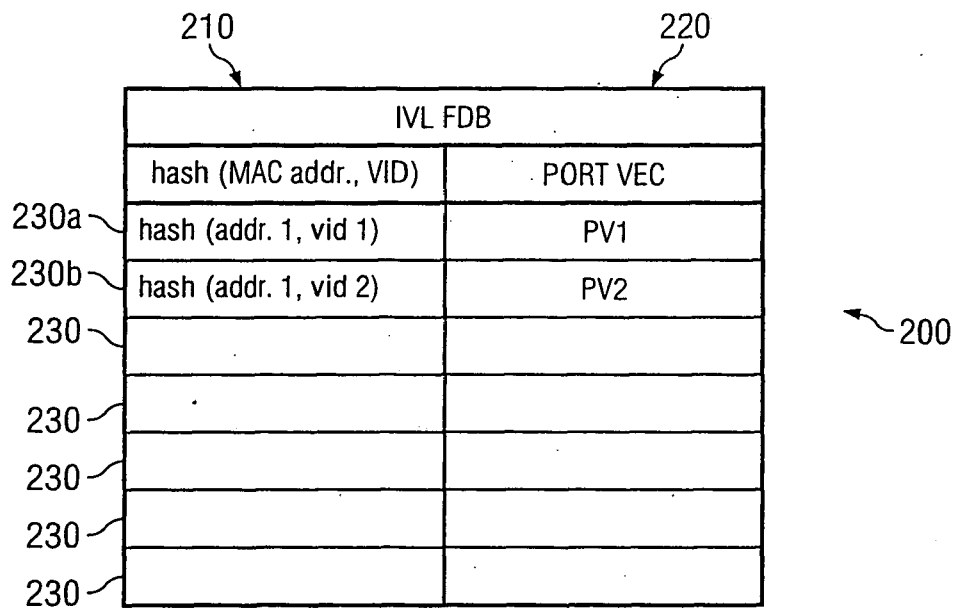 210 220
IVL FDB
hash (MAC addr., VID) PORT VEC
230a hash (addr. 1, vid 1) PV1
230b hash (addr. 1, vid 2) PV2
230
200
230
230
230
230